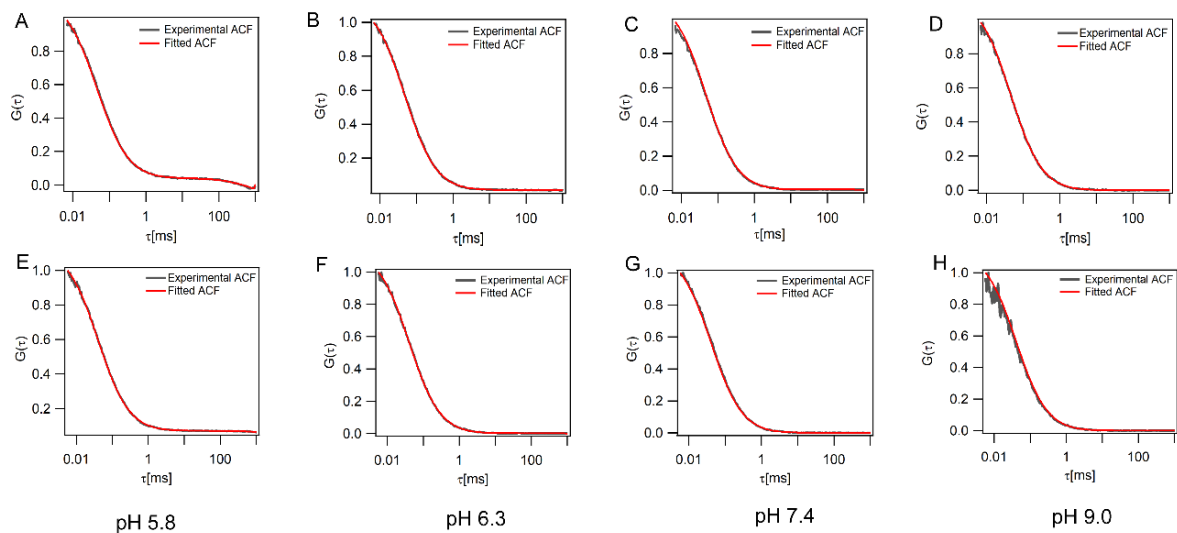 A
Experimental ACF
Fitted ACF
0.8
0.6
0.4
0.2
0.0
G(τ)
0.01 1 100
τ[ms]
B
Experimental ACF
Fitted ACF
1.0
0.8
0.6
0.4
0.2
G(τ)
0.01 1 100
τ[ms]
C
Experimental ACF
Fitted ACF
0.8
0.6
0.4
0.2
0.0
G(τ)
0.01 1 100
τ[ms]
D
Experimental ACF
Fitted ACF
0.8
0.6
0.4
0.2
0.0
G(τ)
0.01 1 100
τ[ms]
E
Experimental ACF
Fitted ACF
1.0
0.8
0.6
0.4
0.2
G(τ)
0.01 1 100
τ[ms]
F
Experimental ACF
Fitted ACF
1.0
0.8
0.6
0.4
0.2
0.0
G(τ)
0.01 1 100
τ[ms]
G
Experimental ACF
Fitted ACF
1.0
0.8
0.6
0.4
0.2
0.0
G(τ)
0.01 1 100
τ[ms]
H
Experimental ACF
Fitted ACF
1.0
0.8
0.6
0.4
0.2
0.0
G(τ)
0.01 1 100
τ[ms]
pH 5.8
pH 6.3
pH 7.4
pH 9.0